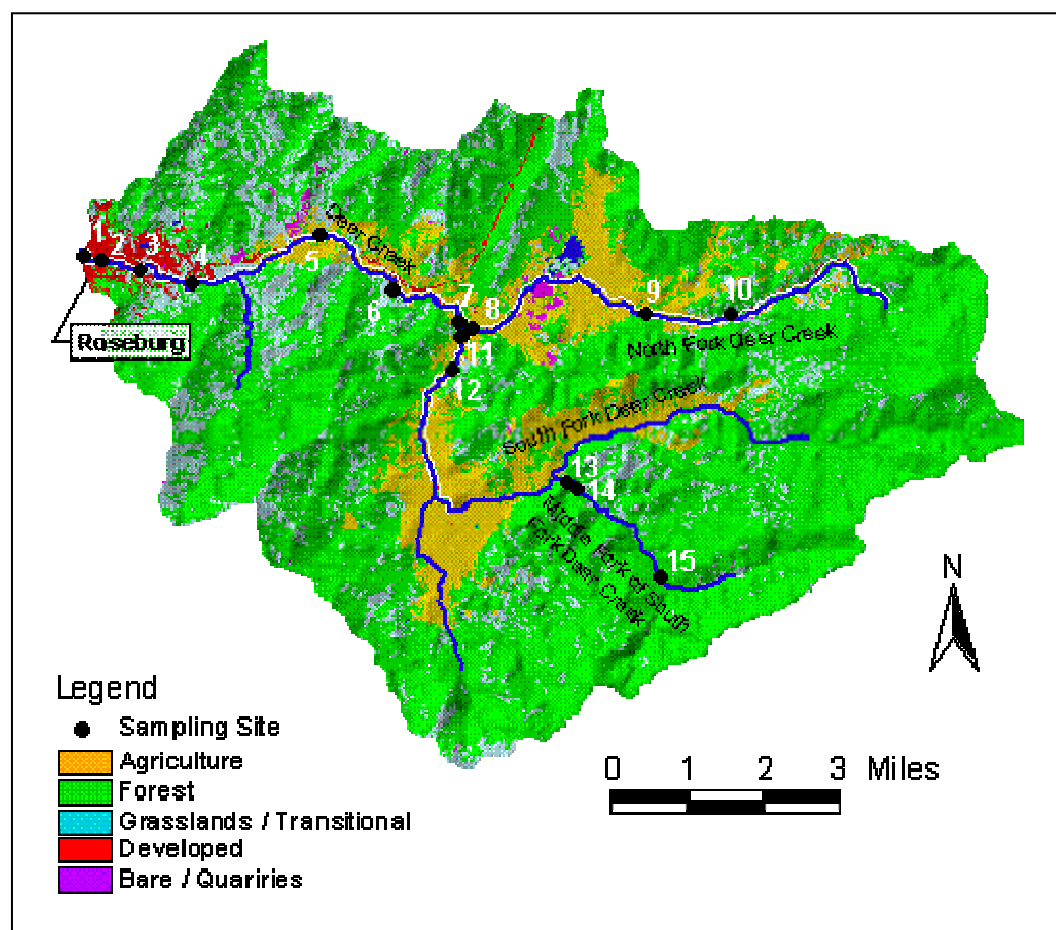 1
2
3
4
5
Deer Creek
6
7
8
9
10
North Fork Deer Creek
Roseburg
11
12
South Fork Deer Creek
13
14
Middle Fork of South
Fork Deer Creek
15
N
Legend
Sampling Site
Agriculture
Forest
Grasslands / Transitional
Developed
Bare / Quariries
0 1 2 3 Miles